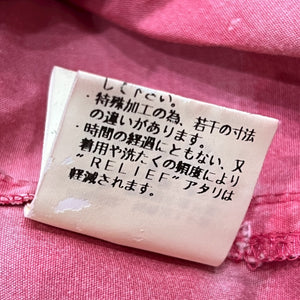 して下さい。
・特殊加工の為、若干の寸法
の違いがあります。
・時間の経過にともない、又
着用や洗たくの頻度により
“RELIEF”アタリは
軽減されます。